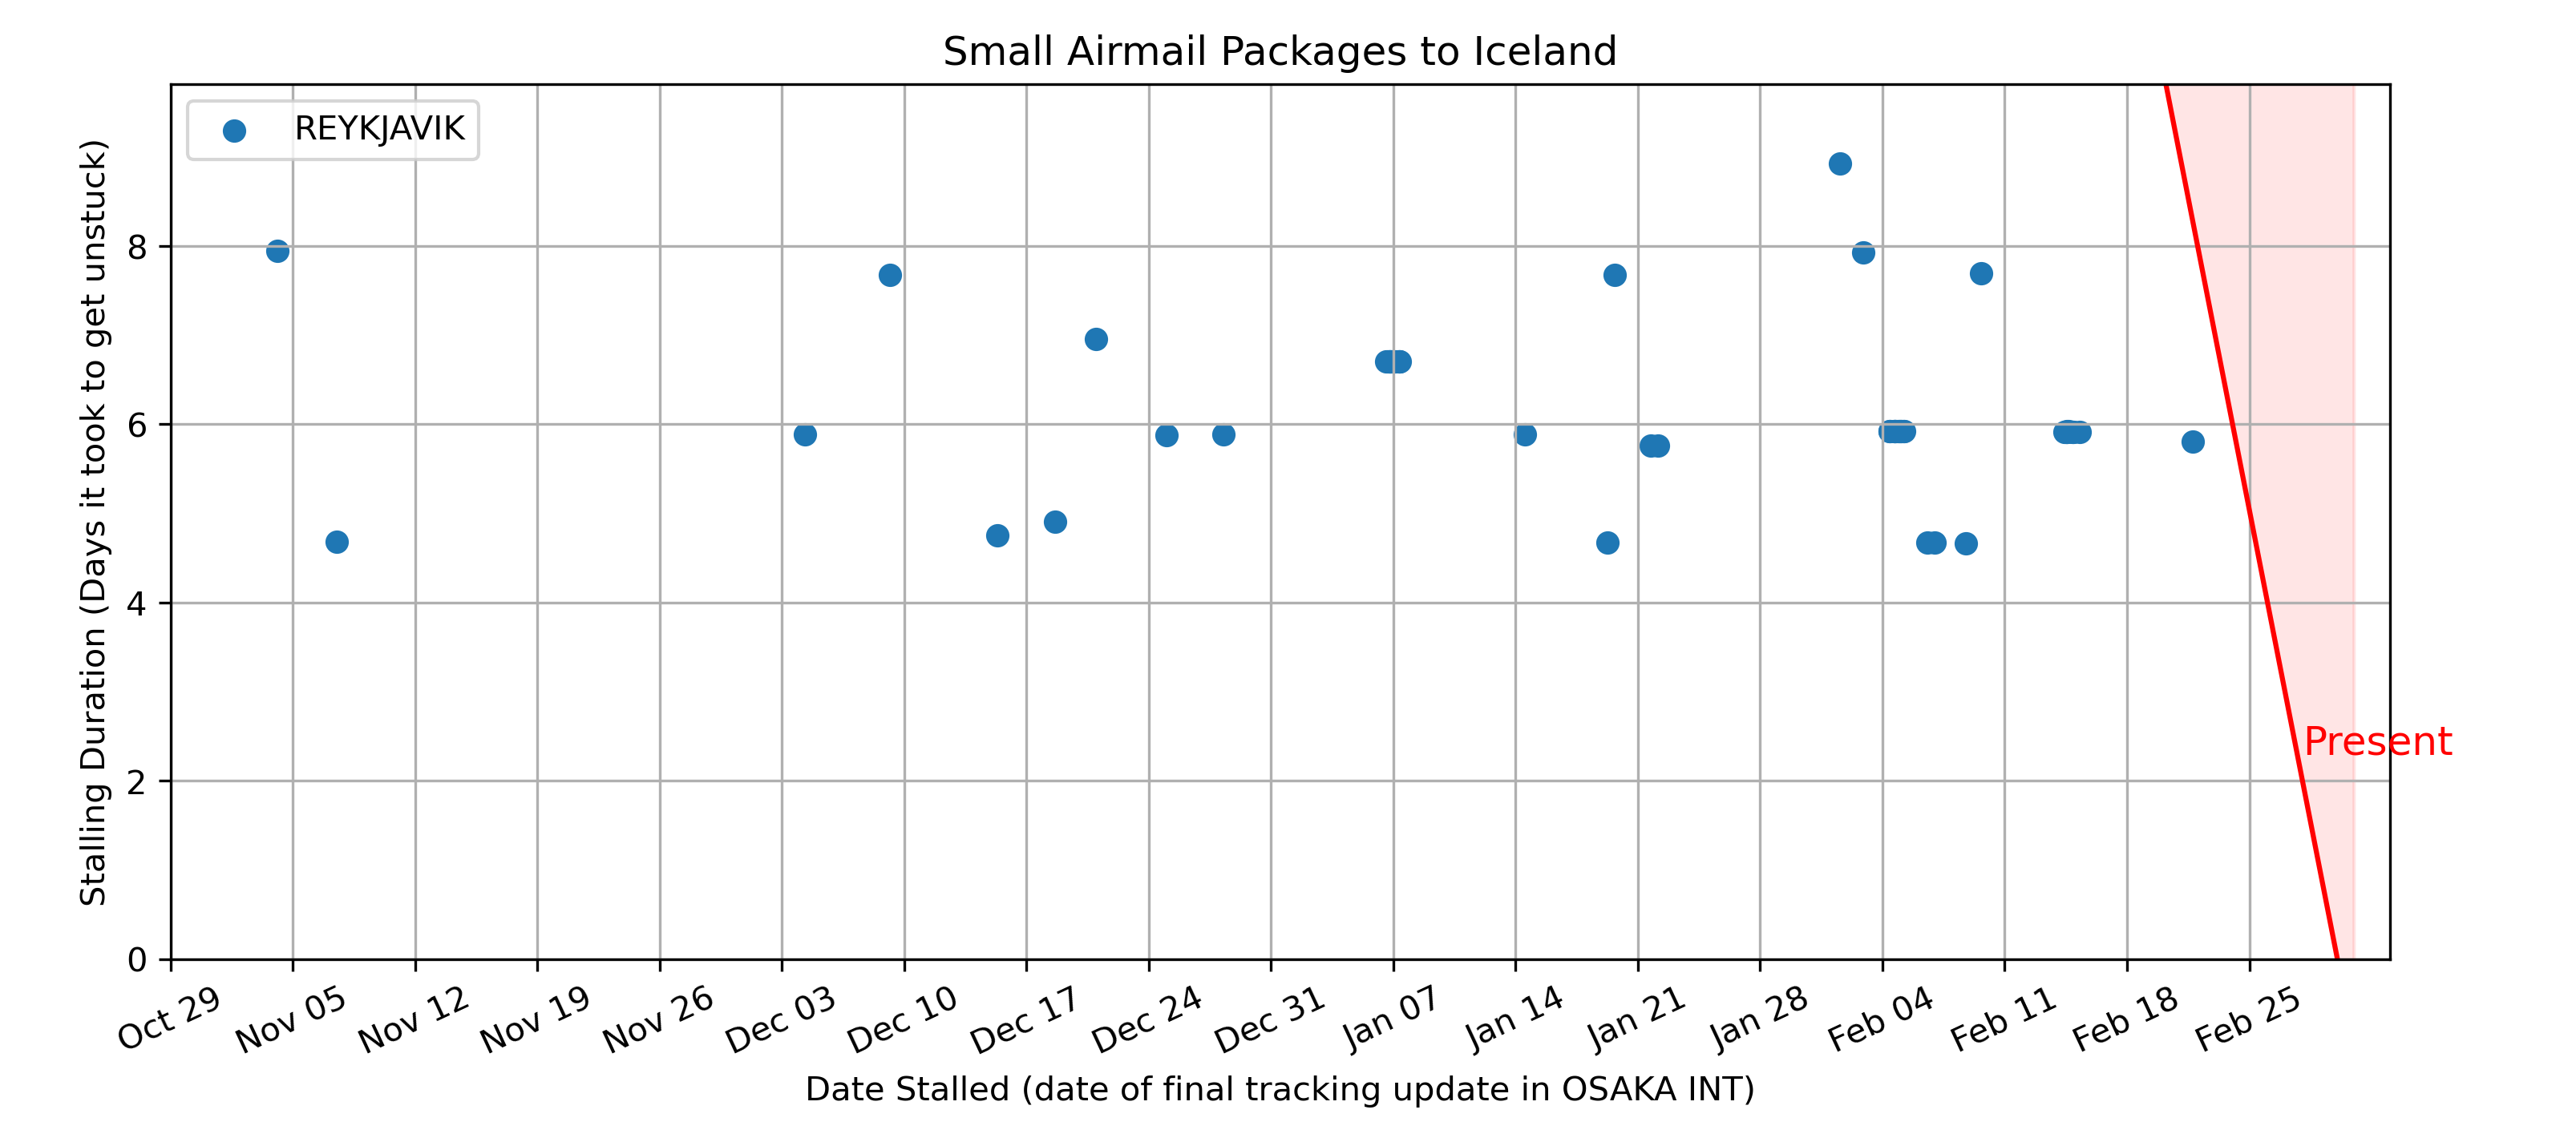 Small Airmail Packages to Iceland
REYKJAVIK
Stalling Duration (Days it took to get unstuck)
8
6
4
2
0
Present
Oct 29 Nov 05 Nov 12 Nov 19 Nov 26 Dec 03 Dec 10 Dec 17 Dec 24 Dec 31 Jan 07 Jan 14 Jan 21 Jan 28 Feb 04 Feb 11 Feb 18 Feb 25
Date Stalled (date of final tracking update in OSAKA INT)